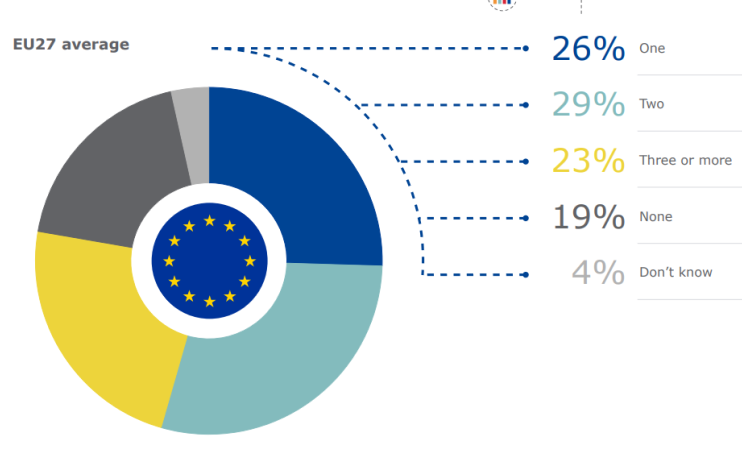 EU27 average
26% One
29% Two
23% Three or more
19% None
4% Don’t know